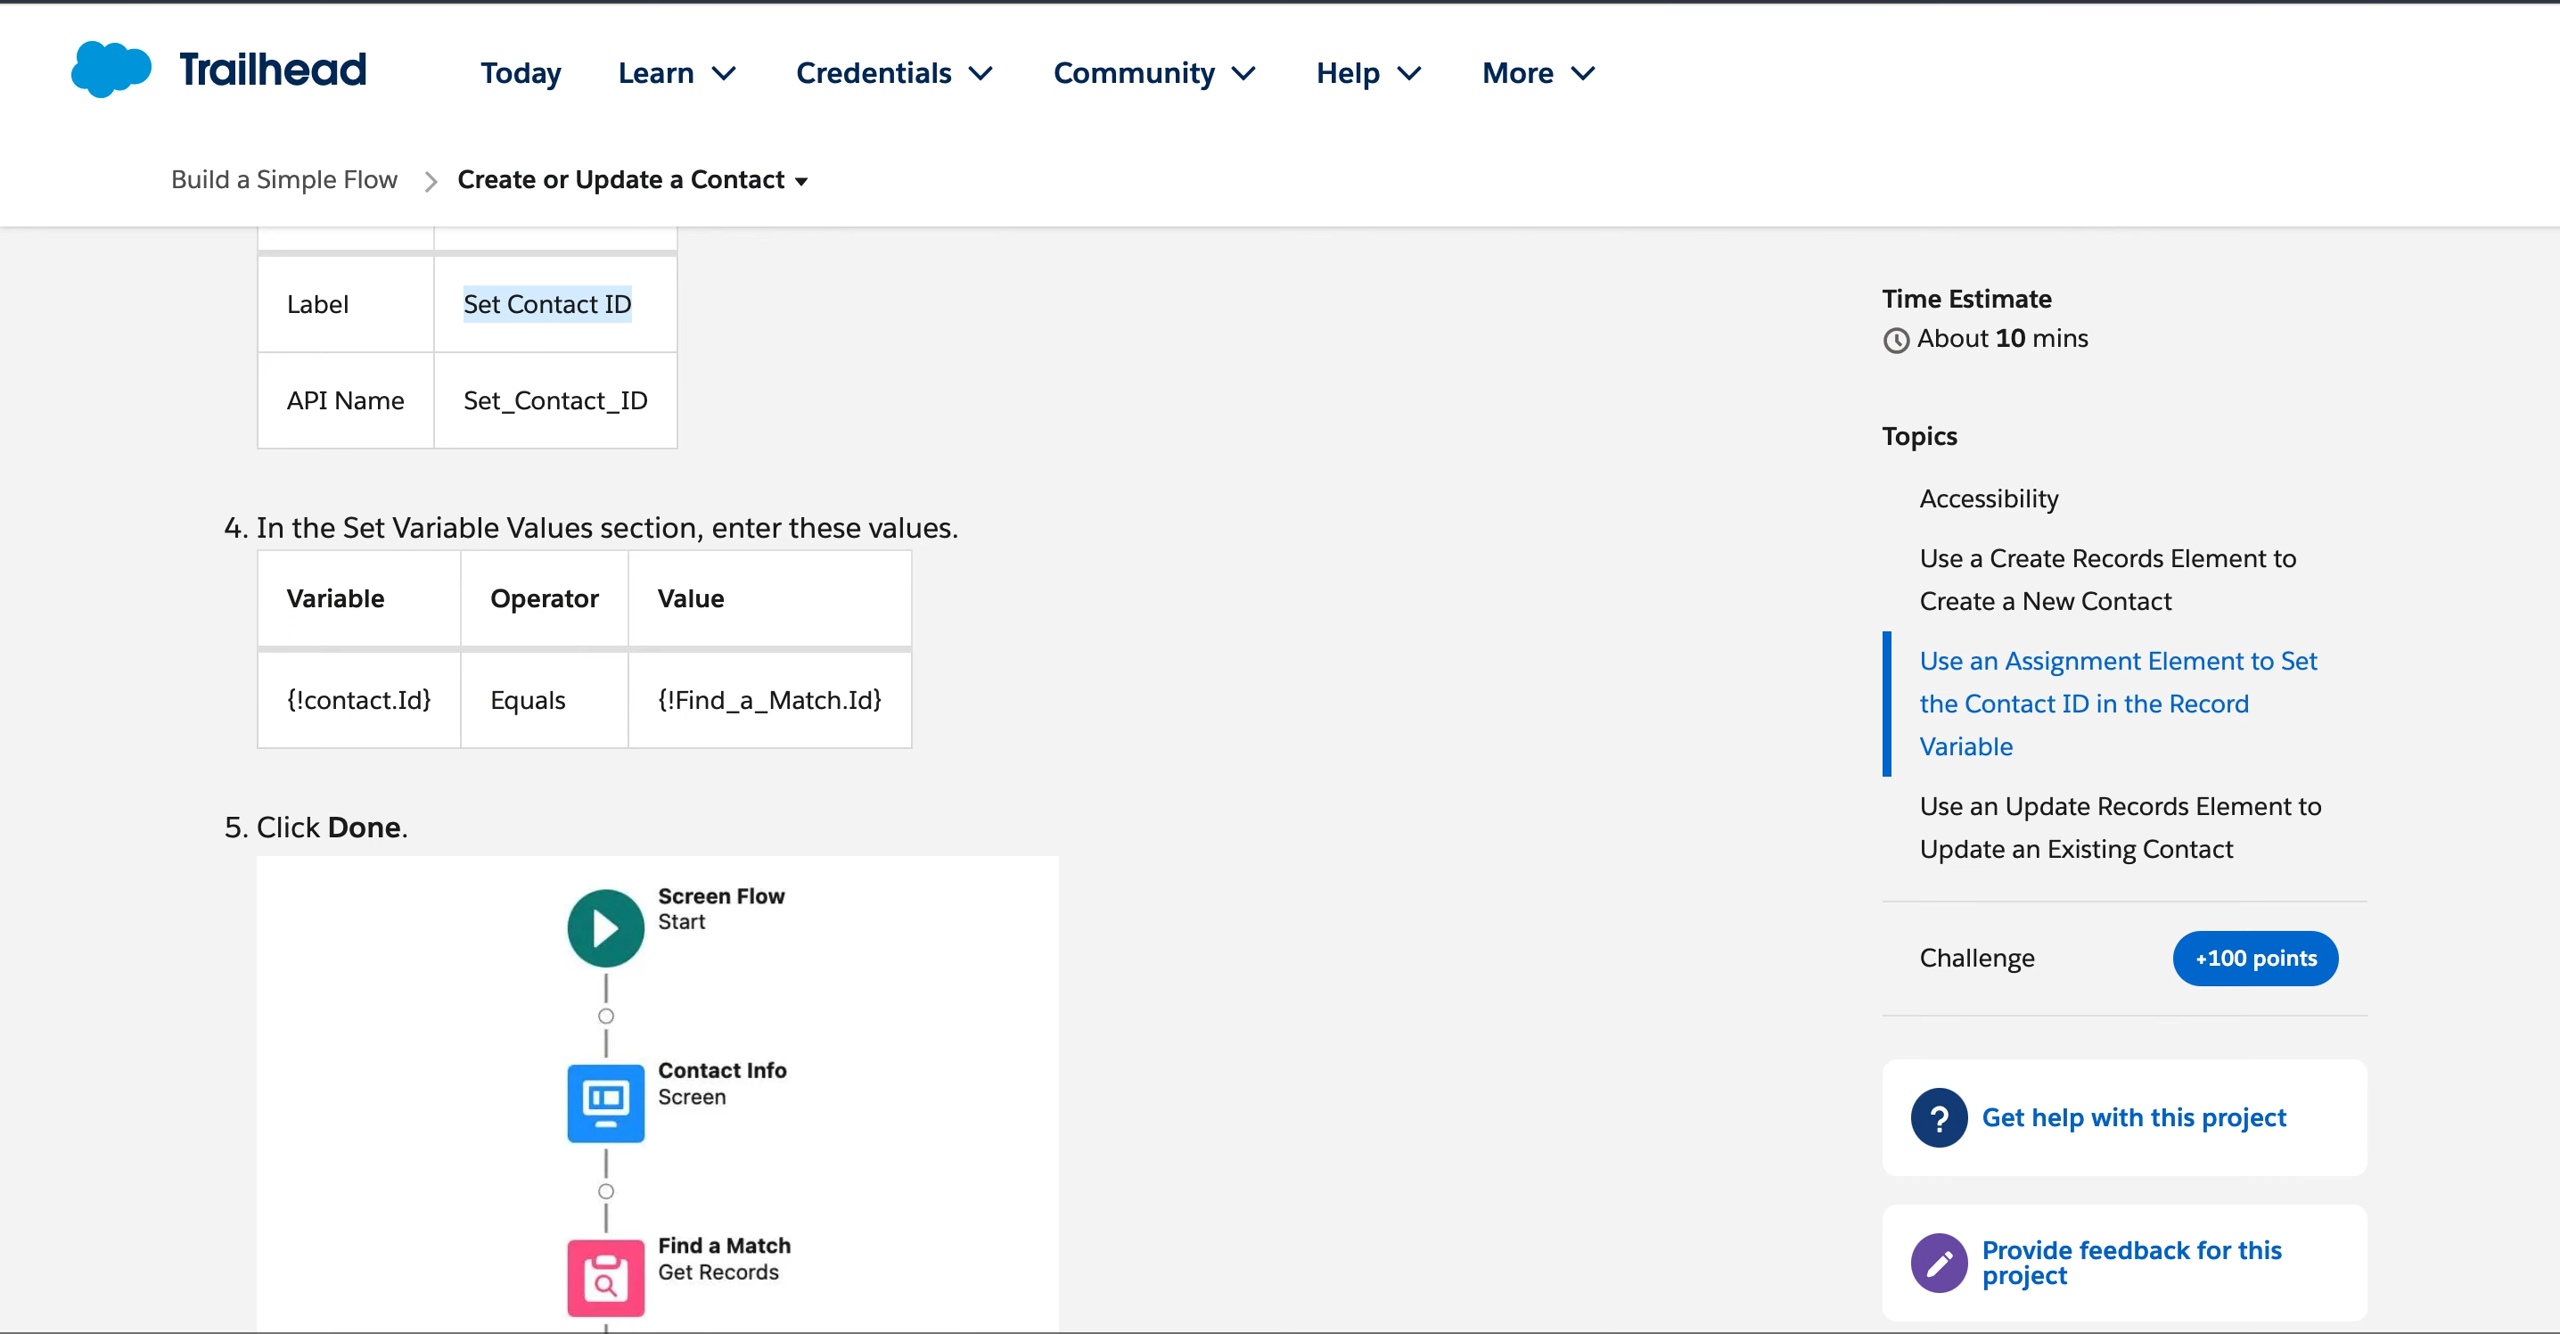 Trailhead
Today
Learn
Credentials
Community
Help
More
Build a Simple Flow
Create or Update a Contact
Label
Set Contact ID
API Name
Set_Contact_ID
4. In the Set Variable Values section, enter these values.
Variable
Operator
Value
{!contact.Id}
Equals
{!Find_a_Match.Id}
5. Click Done.
Screen Flow
Start
Contact Info
Screen
Find a Match
Get Records
Time Estimate
About 10 mins
Topics
Accessibility
Use a Create Records Element to
Create a New Contact
Use an Assignment Element to Set
the Contact ID in the Record
Variable
Use an Update Records Element to
Update an Existing Contact
Challenge
+100 points
?
Get help with this project
Provide feedback for this
project